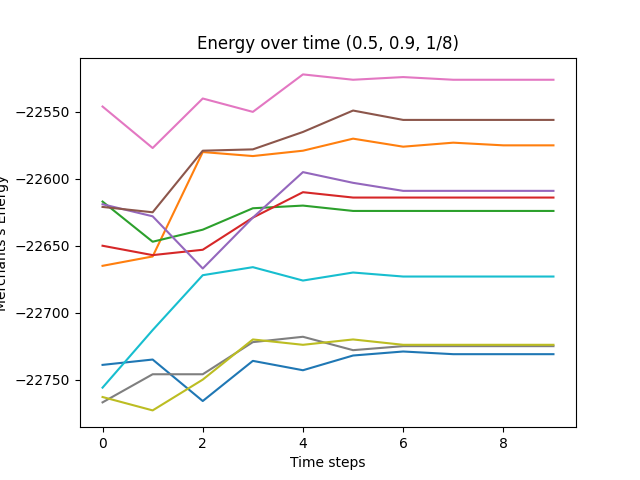 Energy over time (0.5, 0.9, 1/8)
−22550
−22600
−22650
−22700
−22750
Merchants's Energy
0 2 4 6 8
Time steps